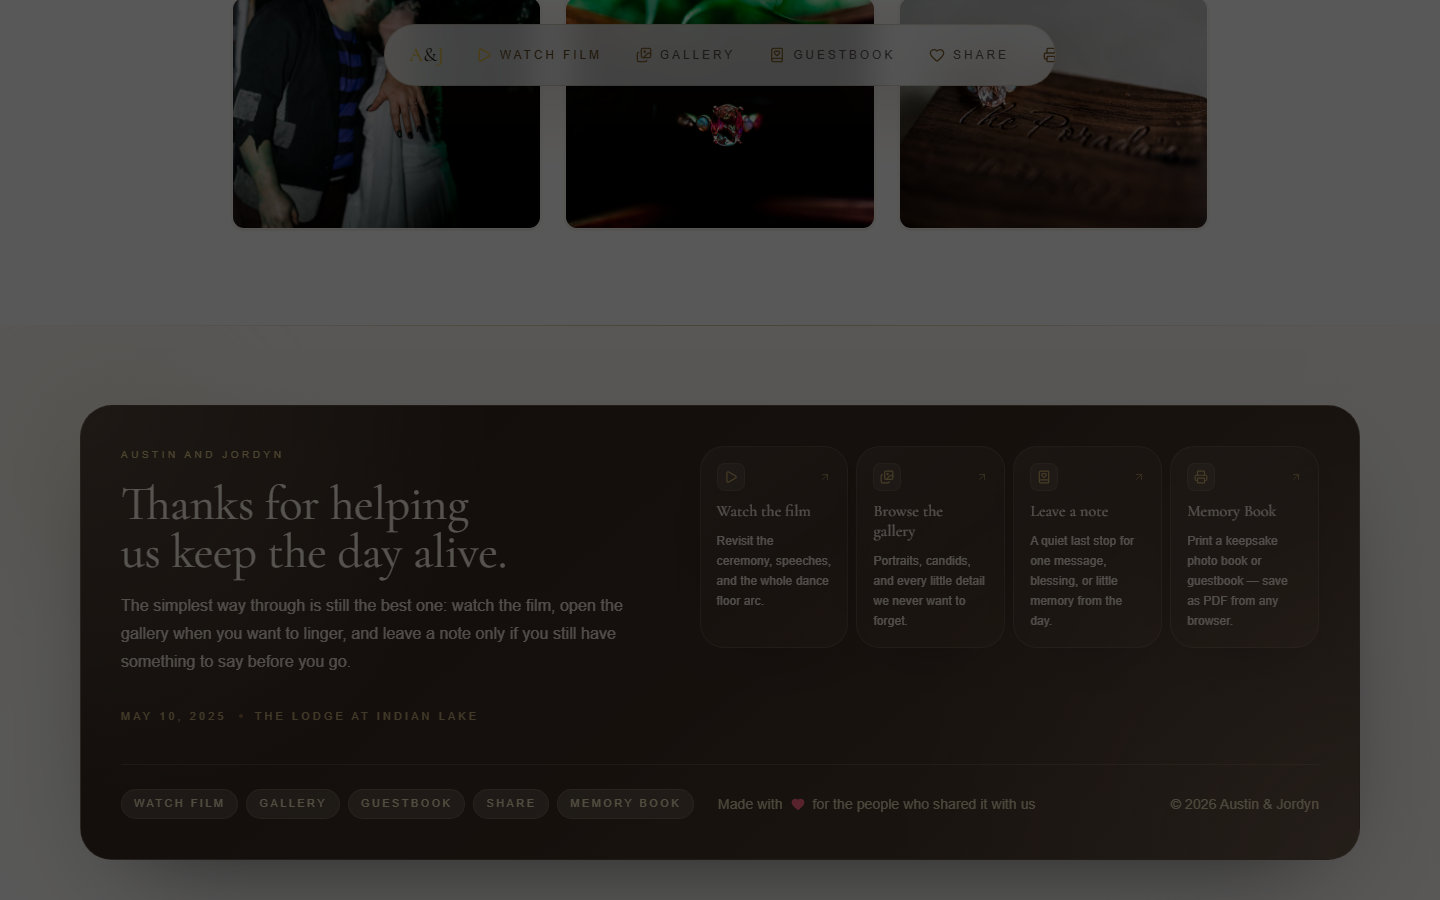 A&J
WATCH FILM
GALLERY
GUESTBOOK
SHARE
AUSTIN AND JORDYN
Thanks for helping
us keep the day alive.
The simplest way through is still the best one: watch the film, open the
gallery when you want to linger, and leave a note only if you still have
something to say before you go.
MAY 10, 2025 • THE LODGE AT INDIAN LAKE
Watch the film
Revisit the
ceremony, speeches,
and the whole dance
floor arc.
Browse the
gallery
Portraits, candids,
and every little detail
we never want to
forget.
Leave a note
A quiet last stop for
one message,
blessing, or little
memory from the
day.
Memory Book
Print a keepsake
photo book or
guestbook — save
as PDF from any
browser.
WATCH FILM
GALLERY
GUESTBOOK
SHARE
MEMORY BOOK
Made with ❤ for the people who shared it with us
© 2026 Austin & Jordyn